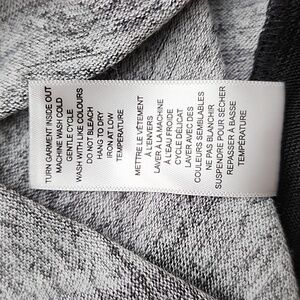 TURN GARMENT INSIDE OUT
MACHINE WASH COLD
GENTLE CYCLE
WASH WITH LIKE COLOURS
DO NOT BLEACH
HANG TO DRY
IRON AT LOW
TEMPERATURE
METTRE LE VÊTEMENT
À L'ENVERS
LAVER À LA MACHINE
À L'EAU FROIDE
CYCLE DÉLICAT
LAVER AVEC DES
COULEURS SEMBLABLES
NE PAS BLANCHIR
SUSPENDRE POUR SÉCHER
REPASSER À BASSE
TEMPÉRATURE